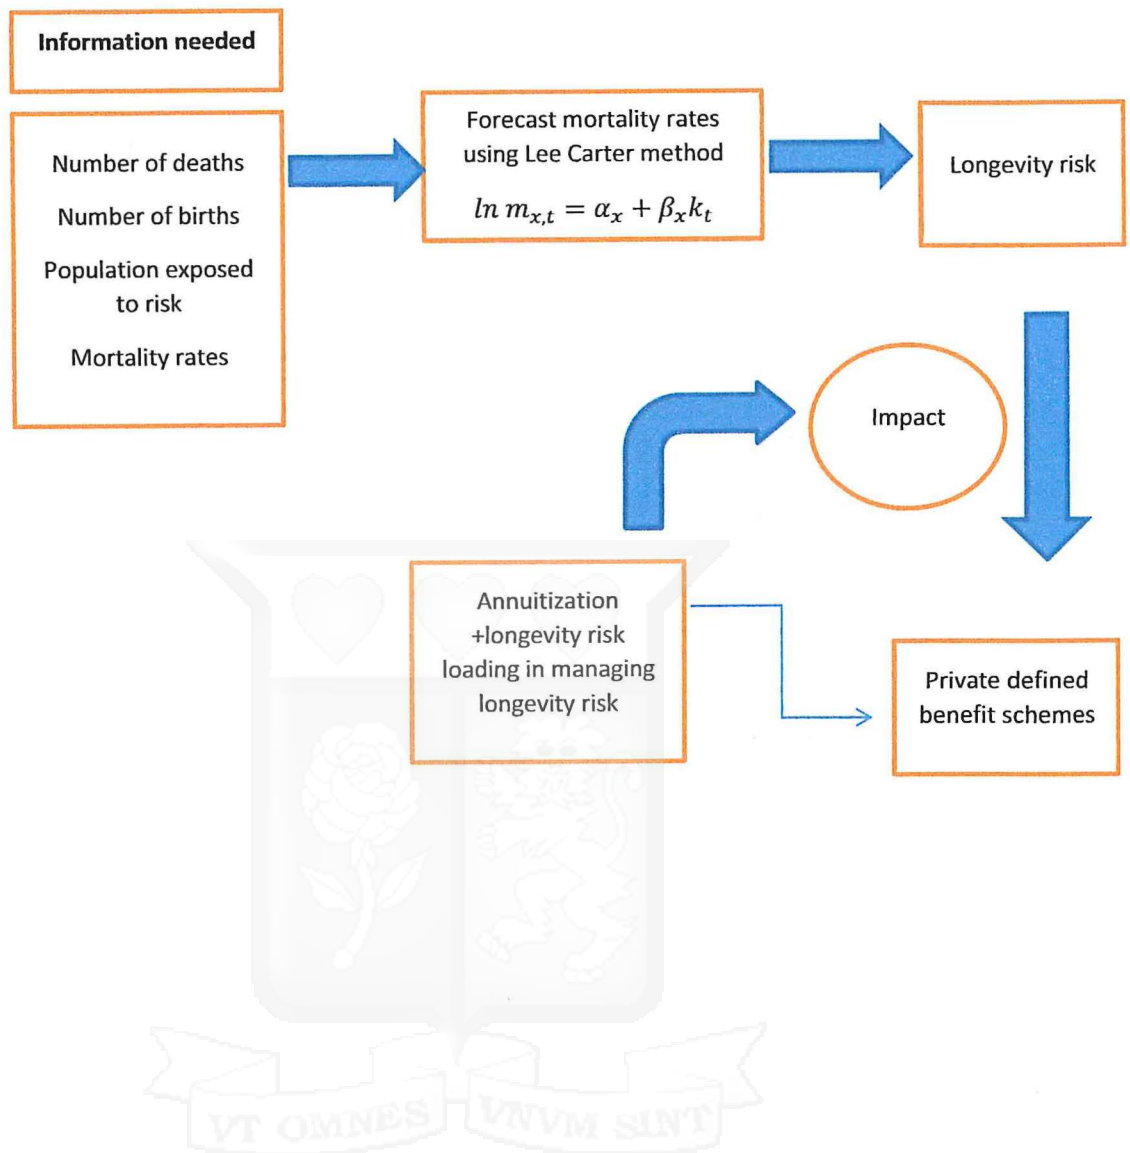 Information needed
Number of deaths
Number of births
Population exposed
to risk
Mortality rates
Forecast mortality rates
using Lee Carter method
ln m_{x,t} = α_x + β_x k_t
Longevity risk
Impact
Annuitization
+longevity risk
loading in managing
longevity risk
Private defined
benefit schemes
VT OMNES VNVM SINT